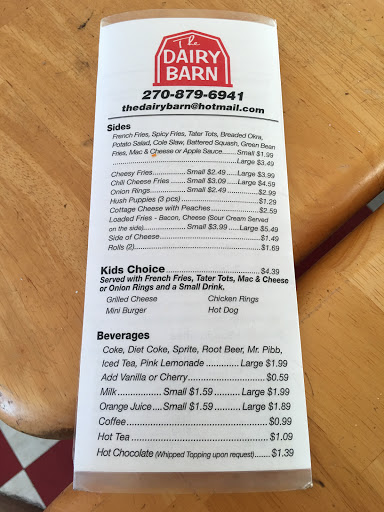 The
DAIRY
BARN
270-879-6941
thedairybarn@hotmail.com
Sides
French Fries, Spicy Fries, Tater Tots, Breaded Okra,
Potato Salad, Cole Slaw, Battered Squash, Green Bean
Fries, Mac & Cheese or Apple Sauce......Small $1.99
..........................................Large $3.49
Cheesy Fries..............Small $2.49 ....Large $3.99
Chili Cheese Fries ......Small $3.09 .....Large $4.59
Onion Rings................Small $2.49 ...............$2.99
Hush Puppies (3 pcs) ................................$1.29
Cottage Cheese with Peaches.....................$2.59
Loaded Fries - Bacon, Cheese (Sour Cream Served
on the side)................Small $3.99 ....Large $5.49
Side of Cheese..........................................$1.49
Rolls (2)....................................................$1.69
Kids Choice...............................$4.39
Served with French Fries, Tater Tots, Mac & Cheese
or Onion Rings and a Small Drink.
Grilled Cheese Chicken Rings
Mini Burger Hot Dog
Beverages
Coke, Diet Coke, Sprite, Root Beer, Mr. Pibb,
Iced Tea, Pink Lemonade ............Large $1.99
Add Vanilla or Cherry............................$0.59
Milk...............Small $1.59 ..........Large $1.99
Orange Juice....Small $1.59 .......Large $1.89
Coffee..................................................$0.99
Hot Tea ................................................$1.09
Hot Chocolate (Whipped Topping upon request)......$1.39